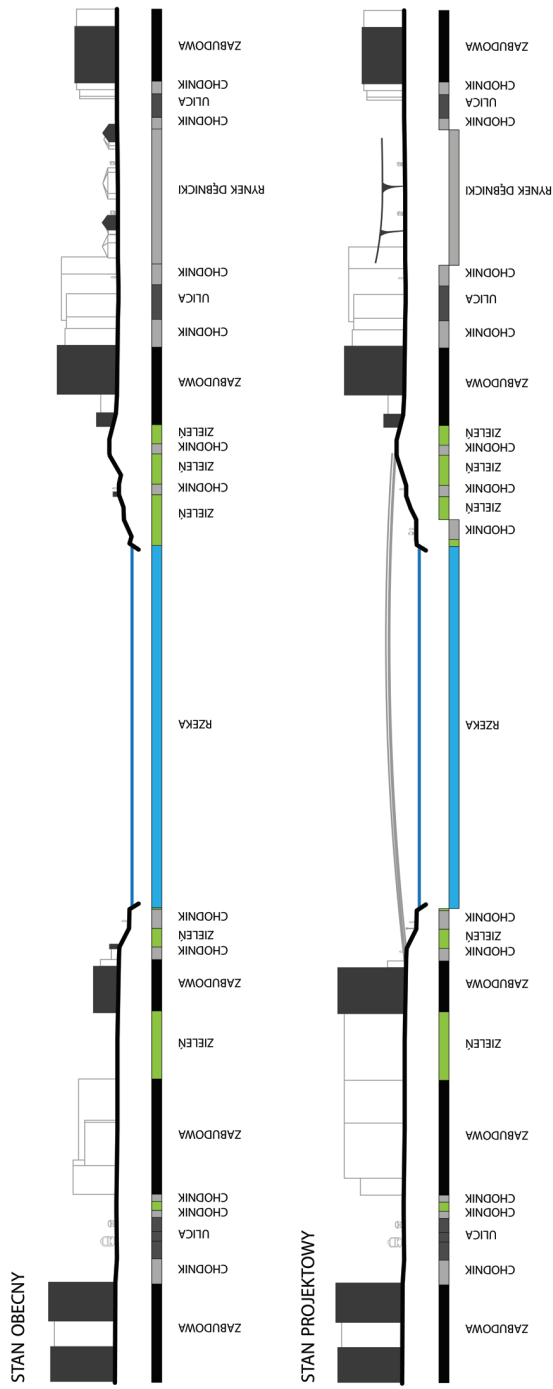 STAN OBECNY
ZABUDOWA
CHODNIK
ULICA
CHODNIK
CHODNIK
ZABUDOWA
ZIELEŃ
ZABUDOWA
CHODNIK
ZIELEŃ
CHODNIK
RZEKA
ZIELEŃ
CHODNIK
ZIELEŃ
CHODNIK
ZIELEŃ
ZABUDOWA
CHODNIK
ULICA
CHODNIK
RYNEK DĘBNICKI
CHODNIK
ULICA
CHODNIK
ZABUDOWA
STAN PROJEKTOWY
ZABUDOWA
CHODNIK
ULICA
CHODNIK
CHODNIK
ZABUDOWA
ZIELEŃ
ZABUDOWA
CHODNIK
ZIELEŃ
CHODNIK
RZEKA
CHODNIK
ZIELEŃ
CHODNIK
ZIELEŃ
CHODNIK
ZIELEŃ
ZABUDOWA
CHODNIK
ULICA
CHODNIK
RYNEK DĘBNICKI
CHODNIK
ULICA
CHODNIK
ZABUDOWA